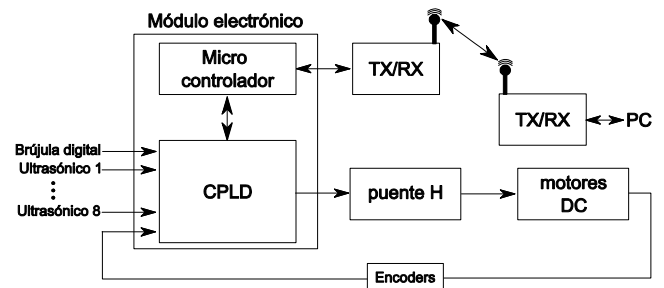 Módulo electrónico
Micro
controlador
TX/RX
TX/RX
PC
Brújula digital
Ultrasónico 1
Ultrasónico 8
CPLD
puente H
motores
DC
Encoders